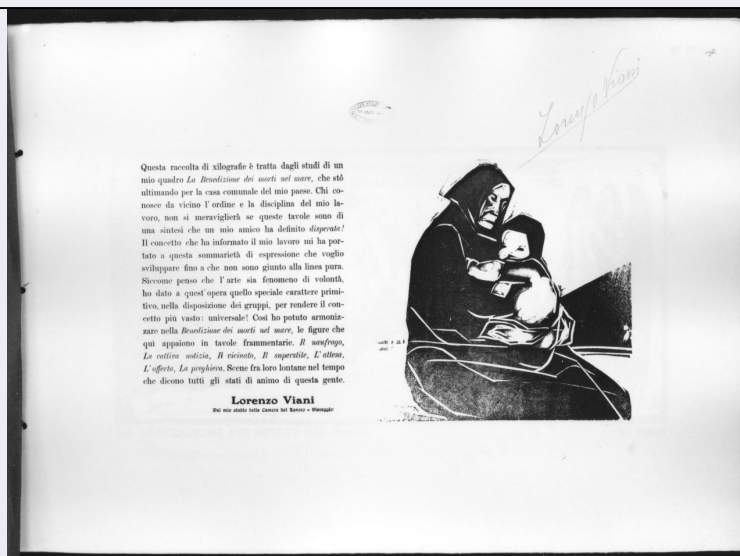 Lorenzo Viani
Questa raccolta di xilografie è tratta dagli studi di un
mio quadro La Benedizione dei morti nel mare, che stò
ultimando per la casa comunale del mio paese. Chi co-
nosce da vicino l'ordine e la disciplina del mio la-
voro, non si meraviglierà se queste tavole sono di
una sintesi che un mio amico ha definito disperata!
Il concetto che ha informato il mio lavoro mi ha por-
tato a questa sommarietà di espressione che voglio
sviluppare fino a che non sono giunto alla linea pura.
Siccome penso che l'arte sia fenomeno di volontà,
ho dato a quest'opera quello speciale carattere primi-
tivo, nella disposizione dei gruppi, per rendere il con-
cetto più vasto: universale! Così ho potuto armoniz-
zare nella Benedizione dei morti nel mare, le figure che
quì appaiono in tavole frammentarie. Il naufrago,
La cattica notizia, Il vicinato, Il superstite, L'attesa,
L'offerta, La preghiera. Scene fra loro lontane nel tempo
che dicono tutti gli stati di animo di questa gente.
Lorenzo Viani
Dal mio studio della Camera del Lavoro - Viareggio